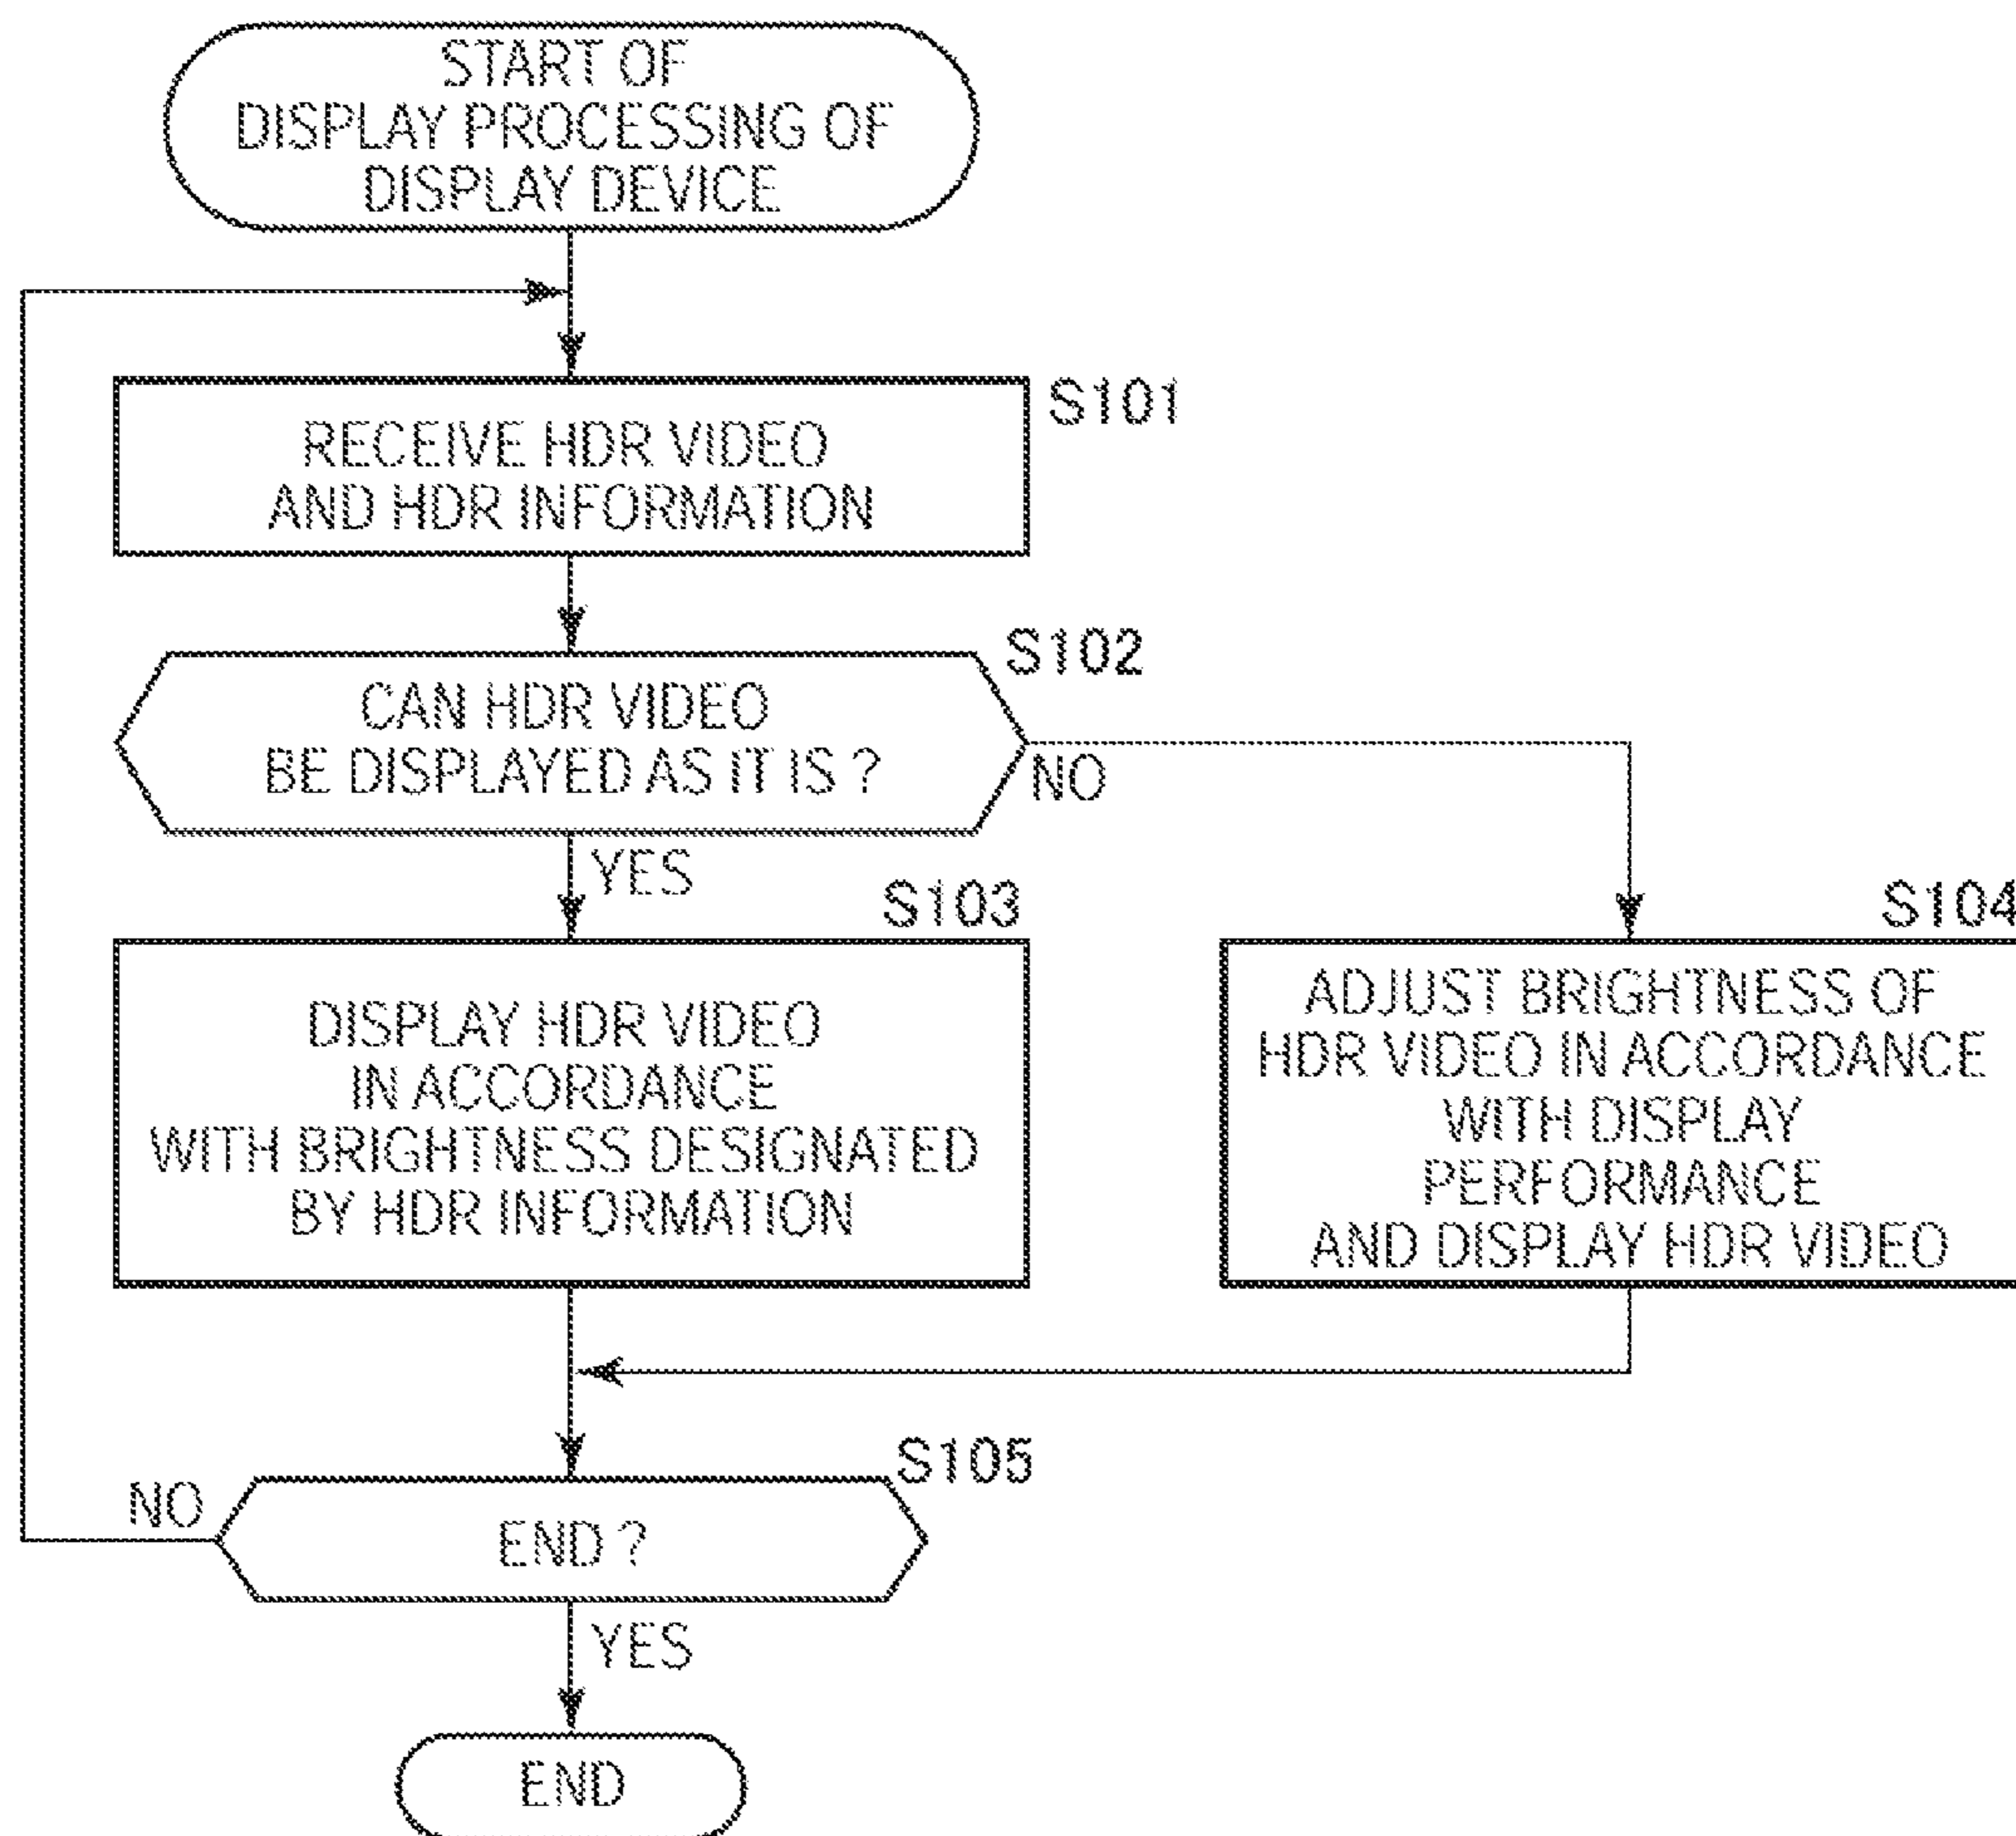 START OF
DISPLAY PROCESSING OF
DISPLAY DEVICE
S101
RECEIVE HDR VIDEO
AND HDR INFORMATION
S102
CAN HDR VIDEO
BE DISPLAYED AS IT IS ?
NO
YES
S103
DISPLAY HDR VIDEO
IN ACCORDANCE
WITH BRIGHTNESS DESIGNATED
BY HDR INFORMATION
S104
ADJUST BRIGHTNESS OF
HDR VIDEO IN ACCORDANCE
WITH DISPLAY
PERFORMANCE
AND DISPLAY HDR VIDEO
S105
NO
END ?
YES
END